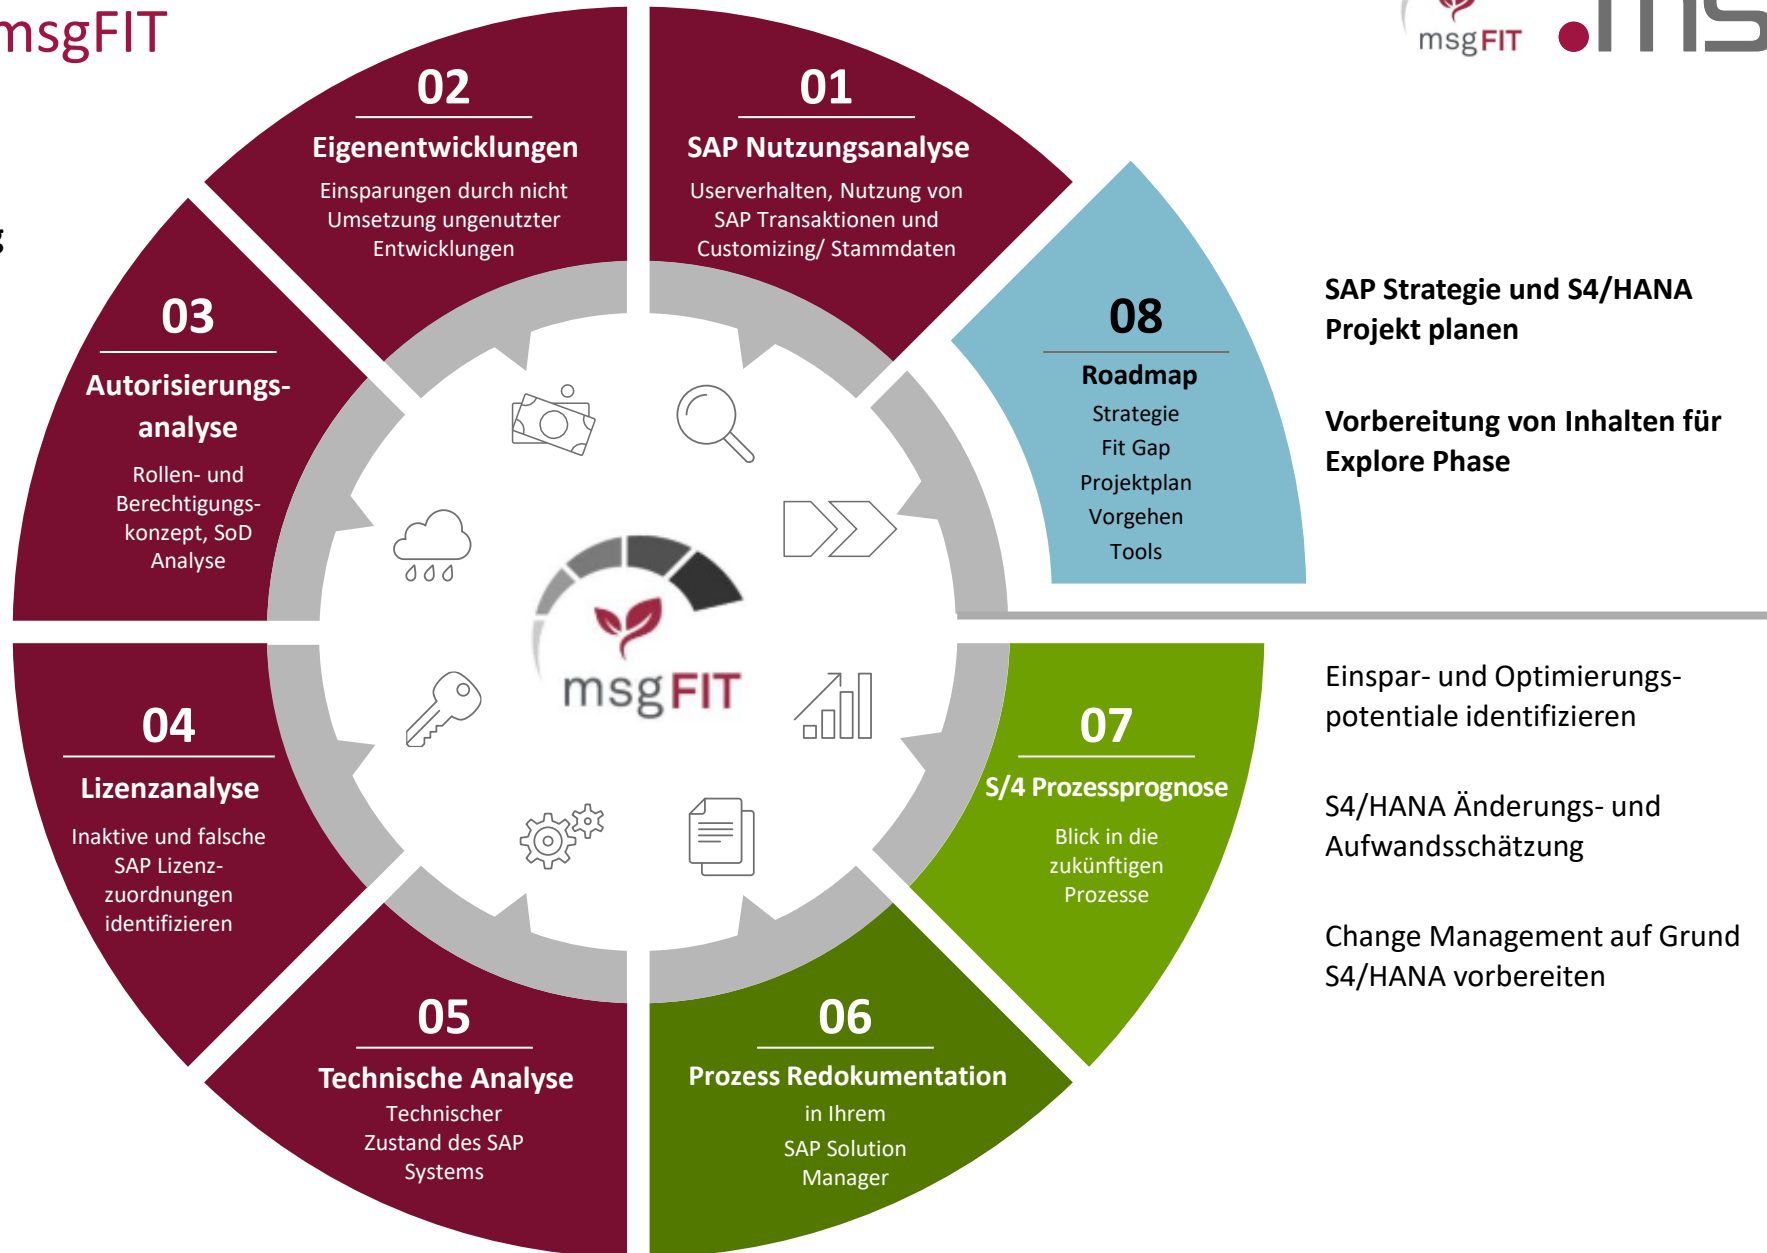 msgFIT
msgFIT
02
Eigenentwicklungen
Einsparungen durch nicht
Umsetzung ungenutzter
Entwicklungen
01
SAP Nutzungsanalyse
Userverhalten, Nutzung von
SAP Transaktionen und
Customizing/ Stammdaten
03
Autorisierungs-
analyse
Rollen- und
Berechtigungs-
konzept, SoD
Analyse
08
Roadmap
Strategie
Fit Gap
Projektplan
Vorgehen
Tools
SAP Strategie und S4/HANA
Projekt planen
Vorbereitung von Inhalten für
Explore Phase
msgFIT
04
Lizenzanalyse
Inaktive und falsche
SAP Lizenz-
zuordnungen
identifizieren
07
S/4 Prozessprognose
Blick in die
zukünftigen
Prozesse
Einspar- und Optimierungs-
potentiale identifizieren
S4/HANA Änderungs- und
Aufwandsschätzung
Change Management auf Grund
S4/HANA vorbereiten
05
Technische Analyse
Technischer
Zustand des SAP
Systems
06
Prozess Redokumentation
in Ihrem
SAP Solution
Manager